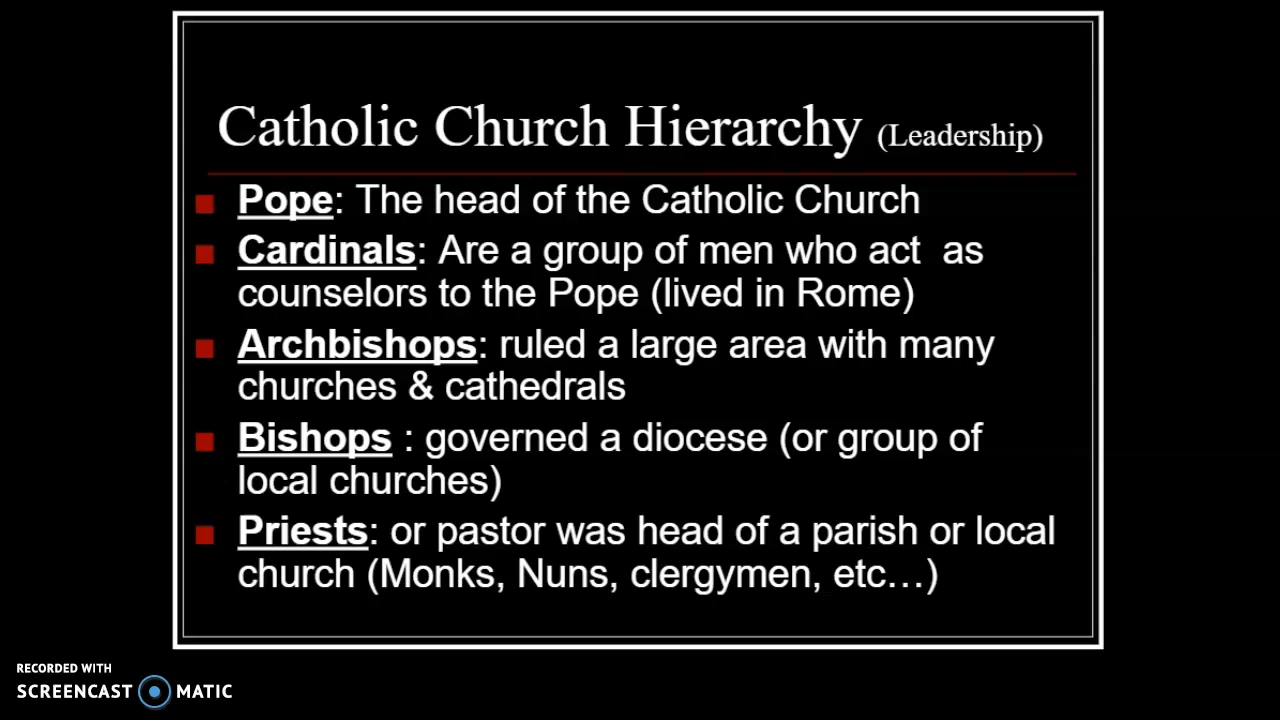 Catholic Church Hierarchy (Leadership)
Pope: The head of the Catholic Church
Cardinals: Are a group of men who act  as
counselors to the Pope (lived in Rome)
Archbishops: ruled a large area with many
churches & cathedrals
Bishops : governed a diocese (or group of
local churches)
Priests: or pastor was head of a parish or local
church (Monks, Nuns, clergymen, etc...)
RECORDED WITH
SCREENCAST MATIC